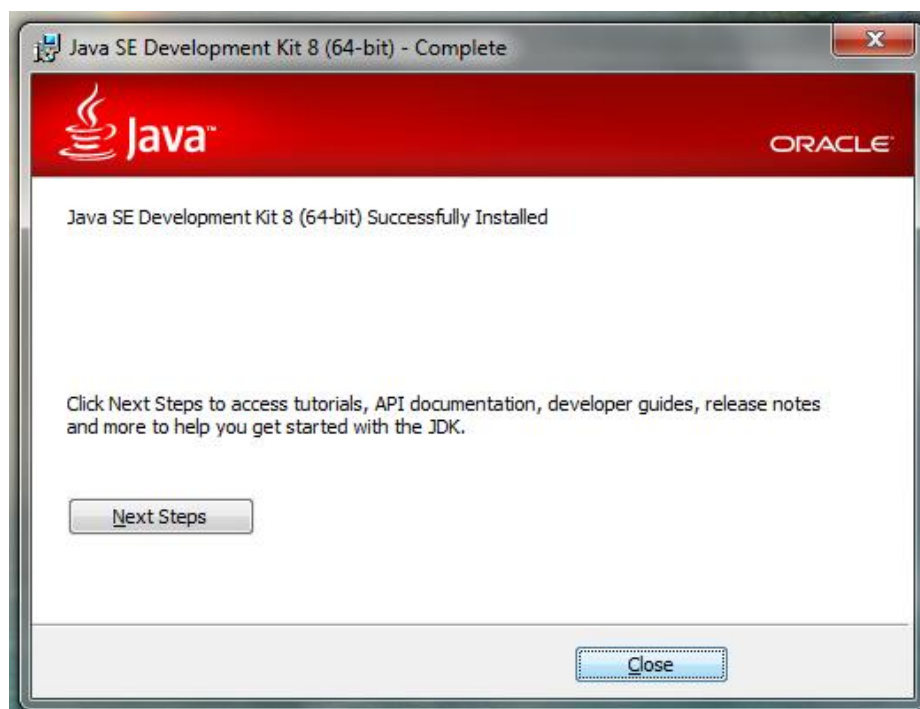 Java SE Development Kit 8 (64-bit) - Complete
Java™
ORACLE
Java SE Development Kit 8 (64-bit) Successfully Installed
Click Next Steps to access tutorials, API documentation, developer guides, release notes
and more to help you get started with the JDK.
Next Steps
Close